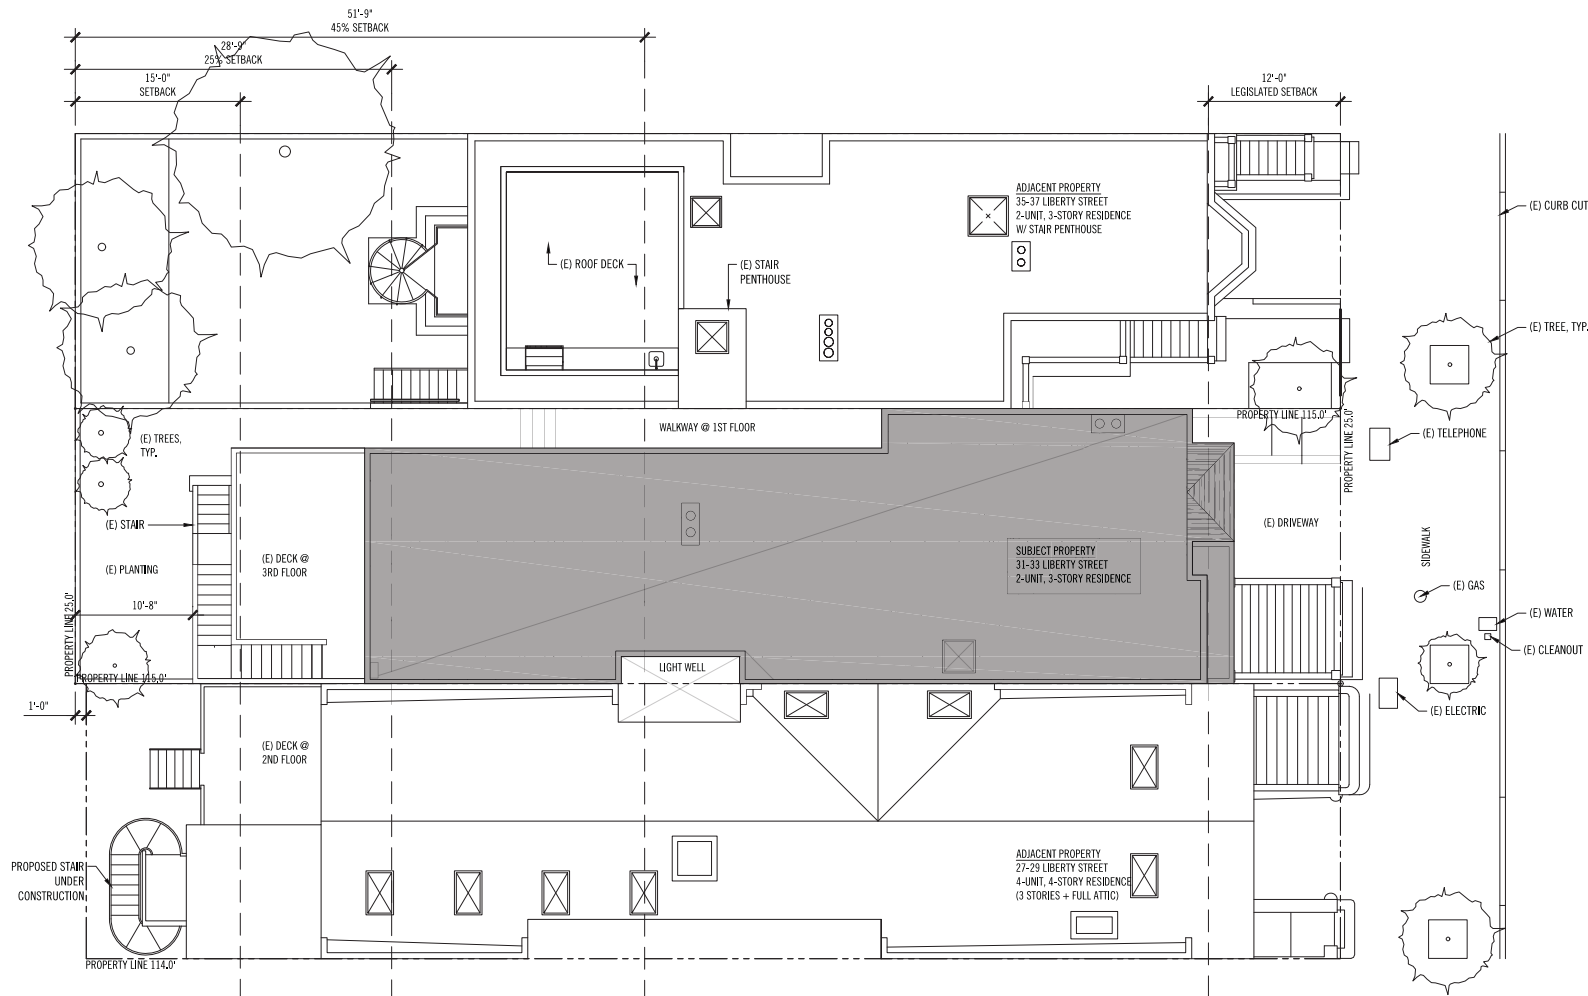 51'-9"
45% SETBACK
28'-9"
25% SETBACK
15'-0"
SETBACK
12'-0"
LEGISLATED SETBACK
ADJACENT PROPERTY
35-37 LIBERTY STREET
2-UNIT, 3-STORY RESIDENCE
W/ STAIR PENTHOUSE
(E) CURB CUT
(E) ROOF DECK
(E) STAIR
PENTHOUSE
(E) TREE, TYP.
PROPERTY LINE 115.0'
PROPERTY LINE 25.0'
WALKWAY @ 1ST FLOOR
(E) TREES,
TYP.
(E) TELEPHONE
(E) STAIR
(E) DRIVEWAY
SIDEWALK
(E) DECK @
3RD FLOOR
(E) PLANTING
SUBJECT PROPERTY
31-33 LIBERTY STREET
2-UNIT, 3-STORY RESIDENCE
(E) GAS
10'-8"
PROPERTY LINE 25.0'
(E) WATER
(E) CLEANOUT
LIGHT WELL
PROPERTY LINE 115.0'
1'-0"
(E) ELECTRIC
(E) DECK @
2ND FLOOR
PROPOSED STAIR
UNDER
CONSTRUCTION
ADJACENT PROPERTY
27-29 LIBERTY STREET
4-UNIT, 4-STORY RESIDENCE
(3 STORIES + FULL ATTIC)
PROPERTY LINE 114.0'